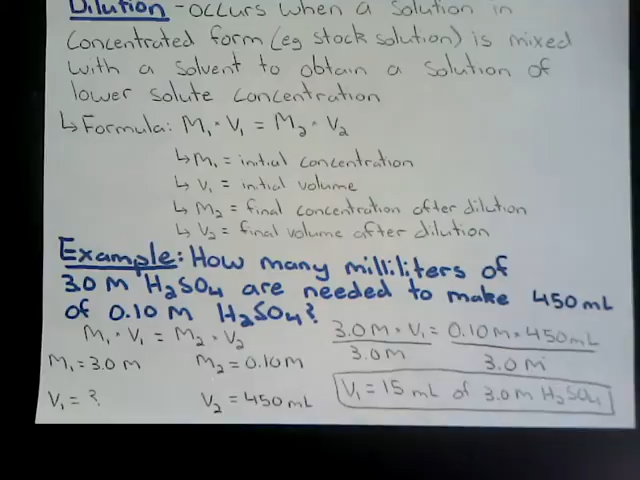 Dilution - occurs when a solution in
concentrated form (eg stock solution) is mixed
with a solvent to obtain a solution of
lower solute concentration
↳ Formula: M₁ · V₁ = M₂ · V₂
↳ M₁ = initial concentration
↳ V₁ = initial volume
↳ M₂ = final concentration after dilution
↳ V₂ = final volume after dilution
Example: How many milliliters of
3.0 M H₂SO₄ are needed to make 450 mL
of 0.10 M H₂SO₄?
M₁ · V₁ = M₂ · V₂
M₁ = 3.0 M M₂ = 0.10 M
V₁ = ? V₂ = 450 mL
3.0 M · V₁ = 0.10 M · 450 mL
3.0 M 3.0 M
V₁ = 15 mL of 3.0 M H₂SO₄